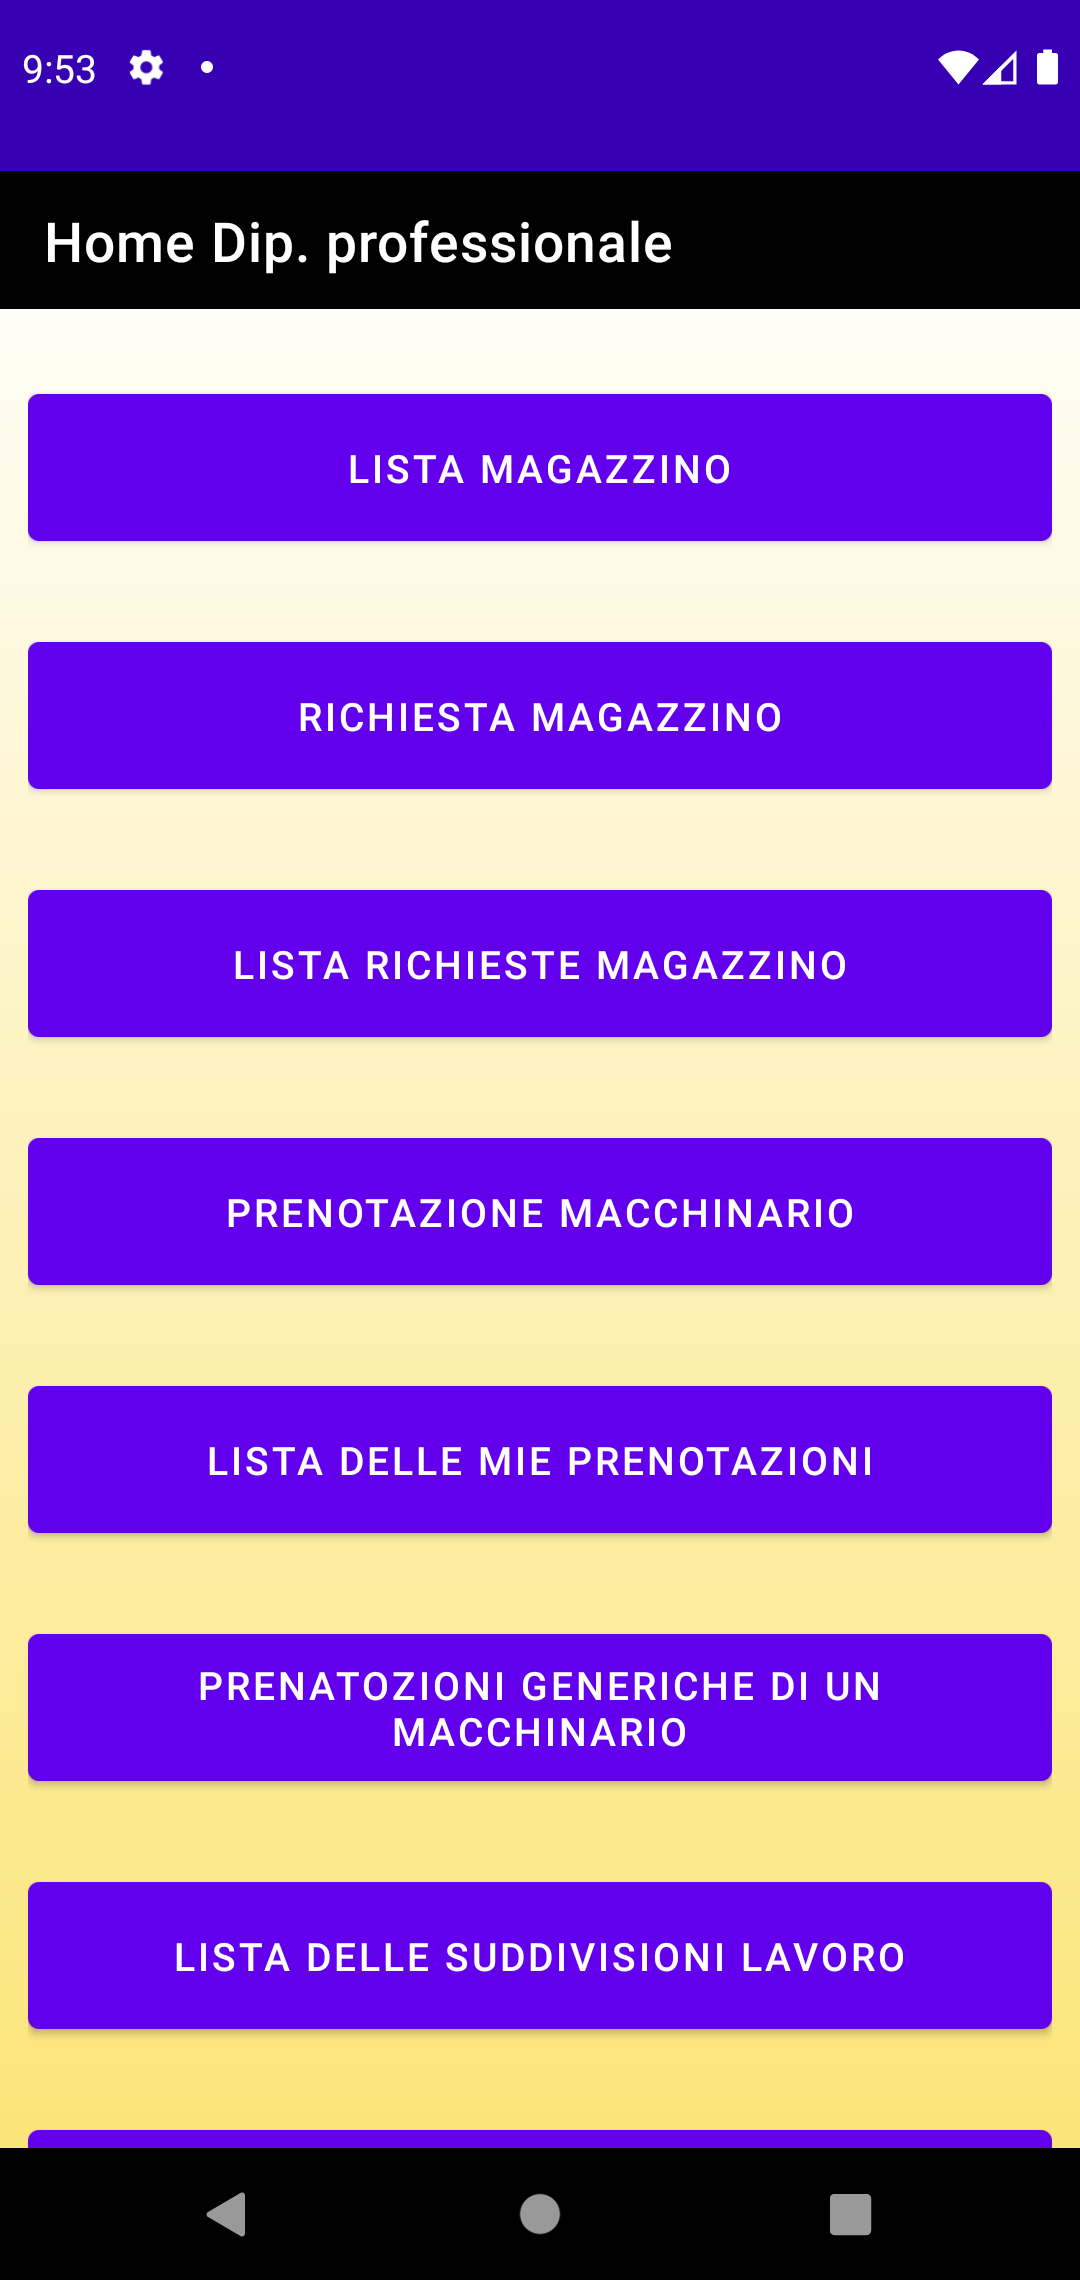 9:53
Home Dip. professionale
LISTA MAGAZZINO
RICHIESTA MAGAZZINO
LISTA RICHIESTE MAGAZZINO
PRENOTAZIONE MACCHINARIO
LISTA DELLE MIE PRENOTAZIONI
PRENATOZIONI GENERICHE DI UN
MACCHINARIO
LISTA DELLE SUDDIVISIONI LAVORO